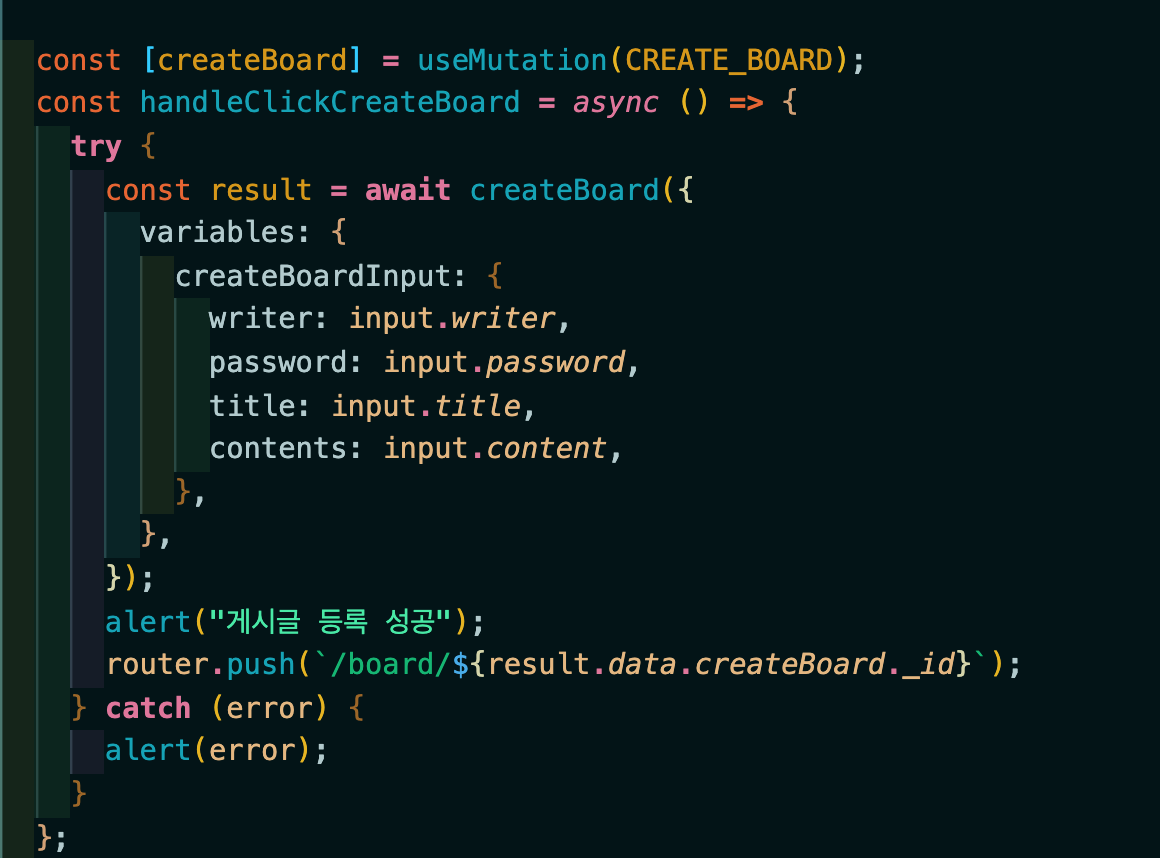 const [createBoard] = useMutation(CREATE_BOARD);
const handleClickCreateBoard = async () => {
  try {
    const result = await createBoard({
      variables: {
        createBoardInput: {
          writer: input.writer,
          password: input.password,
          title: input.title,
          contents: input.content,
        },
      },
    });
    alert("게시글 등록 성공");
    router.push(`/board/${result.data.createBoard._id}`);
  } catch (error) {
    alert(error);
  }
};